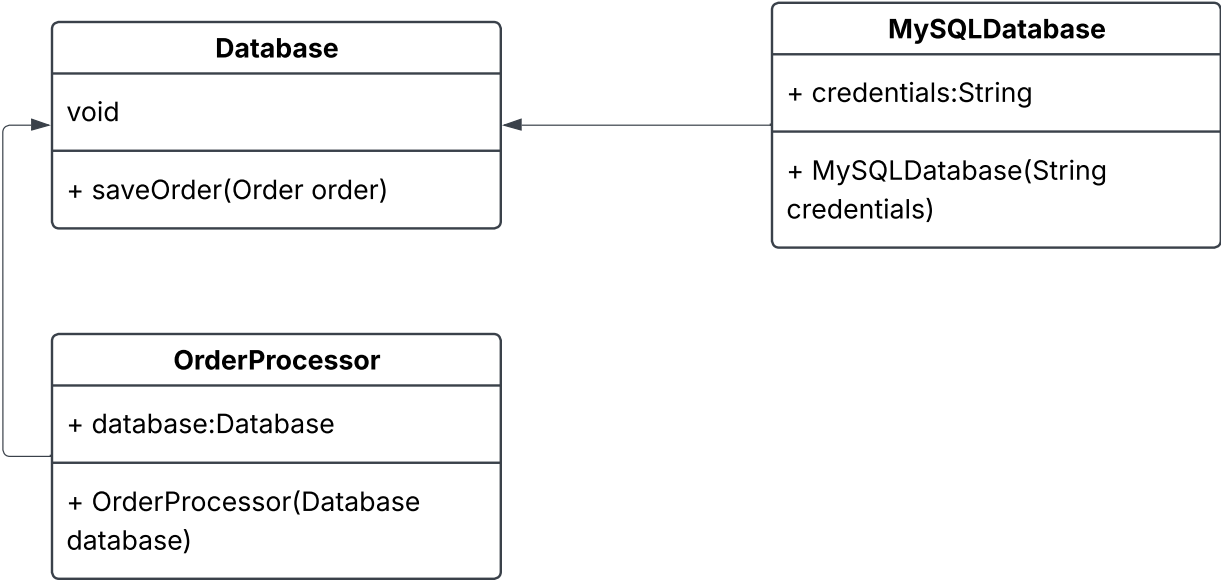 Database
void
+ saveOrder(Order order)
MySQLDatabase
+ credentials:String
+ MySQLDatabase(String
credentials)
OrderProcessor
+ database:Database
+ OrderProcessor(Database
database)